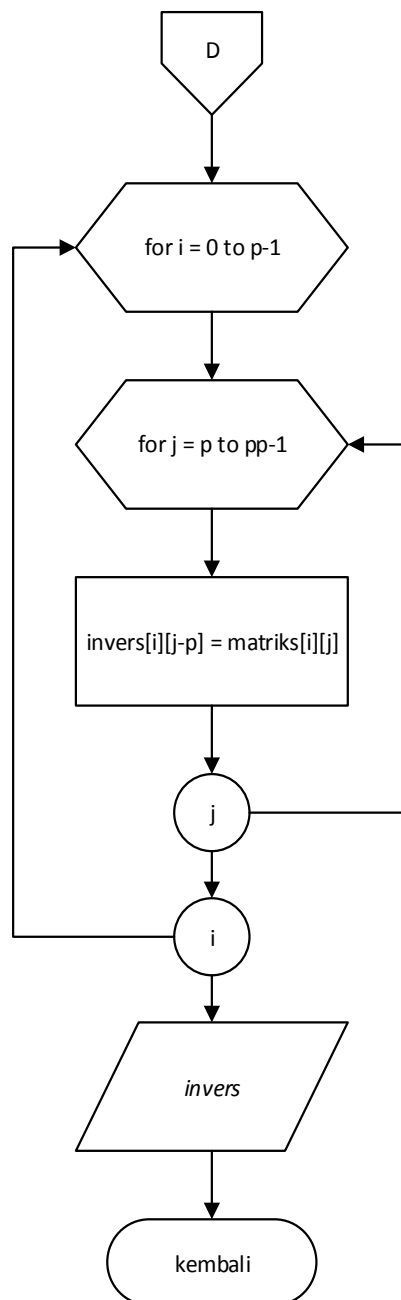 D
for i = 0 to p-1
for j = p to pp-1
invers[i][j-p] = matriks[i][j]
j
i
invers
kembali